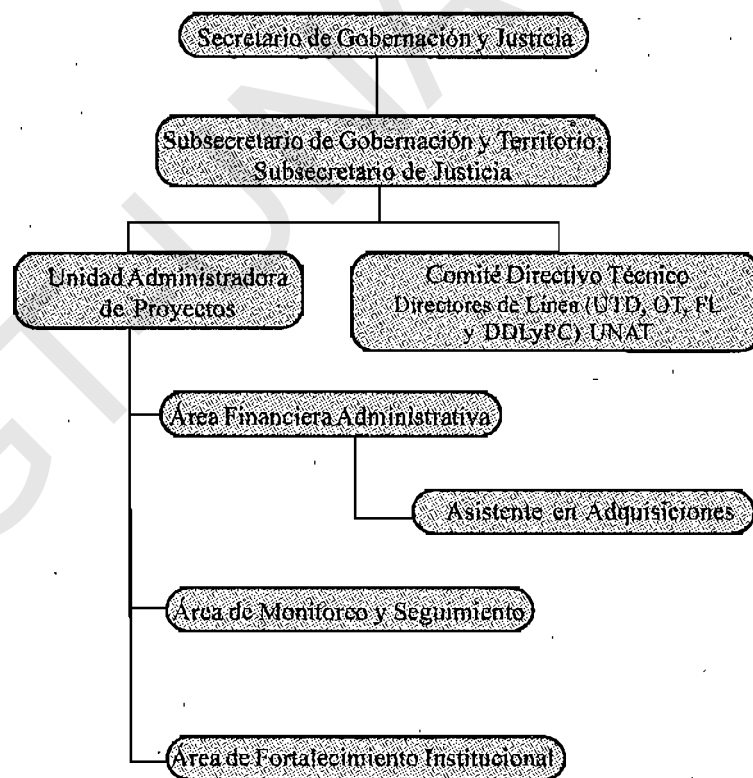 Secretario de Gobernación y Justicia
Subsecretario de Gobernación y Territorio,
Subsecretario de Justicia
Unidad Administradora
de Proyectos
Comité Directivo Técnico
Directores de Línea (UTD, OT, FL
y DDLyPC) UNAT
Área Financiera Administrativa
Asistente en Adquisiciones
Área de Monitoreo y Seguimiento
Área de Fortalecimiento Institucional